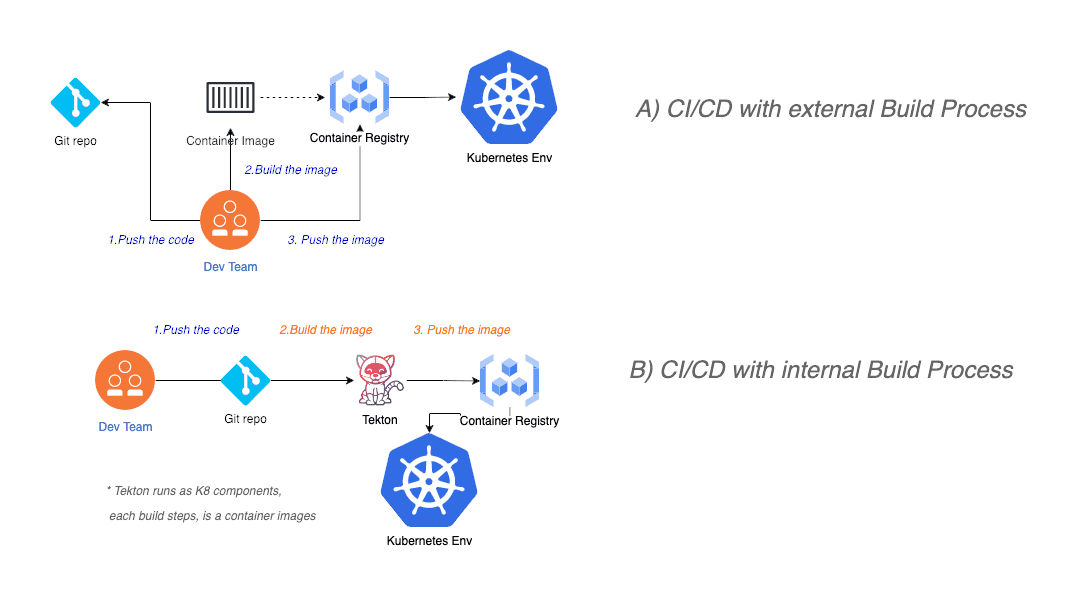 A) CI/CD with external Build Process
Git repo
Container Image
Container Registry
Kubernetes Env
2.Build the image
1.Push the code
3. Push the image
Dev Team
1.Push the code
2.Build the image
3. Push the image
B) CI/CD with internal Build Process
Dev Team
Git repo
Tekton
Container Registry
* Tekton runs as K8 components,
each build steps, is a container images
Kubernetes Env